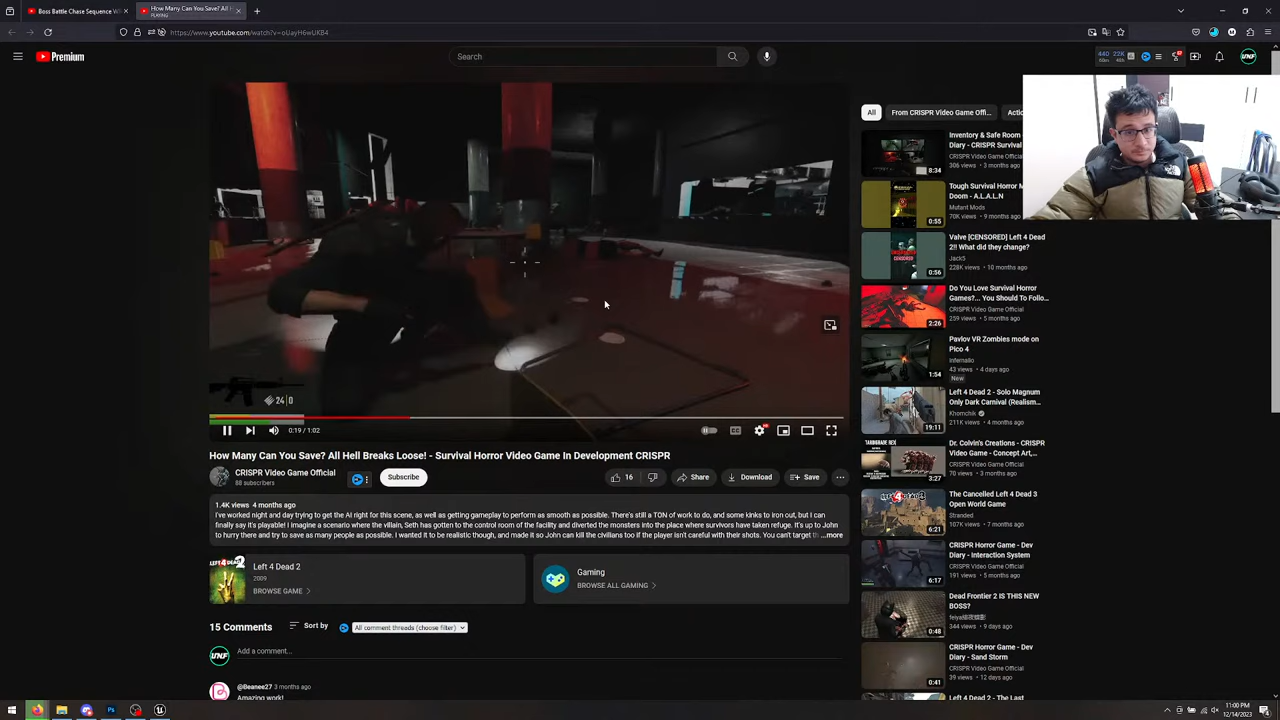 Boss Battle Chase Sequence W
How Many Can You Save? All H
PLAYING
https://www.youtube.com/watch?v=oUayH6wUKB4
Premium
Search
All
From CRISPR Video Game Offi...
Inventory & Safe Room
Diary - CRISPR Survival
CRISPR Video Game Official
306 views • 3 months ago
8:34
Tough Survival Horror M
Doom - A.L.A.L.N
Mutant Mods
70K views • 9 months ago
0:55
Valve [CENSORED] Left 4 Dead
2!! What did they change?
Jack5
228K views • 10 months ago
0:56
Do You Love Survival Horror
Games?... You Should To Follo...
CRISPR Video Game Official
259 views • 5 months ago
2:26
Pavlov VR Zombies mode on
Pico 4
Infernallo
43 views • 4 days ago
New
1:54
Left 4 Dead 2 - Solo Magnum
Only Dark Carnival (Realism...
Khomchik
211K views • 4 months ago
19:11
Dr. Colvin's Creations - CRISPR
Video Game - Concept Art,...
CRISPR Video Game Official
70 views • 3 months ago
3:27
The Cancelled Left 4 Dead 3
Open World Game
Stranded
107K views • 7 months ago
6:21
CRISPR Horror Game - Dev
Diary - Interaction System
CRISPR Video Game Official
191 views • 5 months ago
6:17
Dead Frontier 2 IS THIS NEW
BOSS?
344 views • 9 days ago
0:48
CRISPR Horror Game - Dev
Diary - Sand Storm
CRISPR Video Game Official
39 views • 12 days ago
0:41
Left 4 Dead 2 - The Last
24|0
0:19 / 1:02
How Many Can You Save? All Hell Breaks Loose! - Survival Horror Video Game In Development CRISPR
CRISPR Video Game Official
88 subscribers
Subscribe
16
Share
Download
Save
1.4K views 4 months ago
I've worked night and day trying to get the AI right for this scene, as well as getting gameplay to perform as smooth as possible. There's still a TON of work to do, and some kinks to iron out, but I can
finally say it's playable! I imagine a scenario where the villain, Seth has gotten to the control room of the facility and diverted the monsters into the place where survivors have taken refuge. It's up to John
to hurry there and try to save as many people as possible. I wanted it to be realistic though, and made it so John can kill the civilians too if the player isn't careful with their shots. You can't target th ...more
Left 4 Dead 2
2009
BROWSE GAME
Gaming
BROWSE ALL GAMING
15 Comments
Sort by
All comment threads (choose filter)
UNF
Add a comment...
@Beanee27 3 months ago
Amazing work!
11:00 PM
12/14/2023